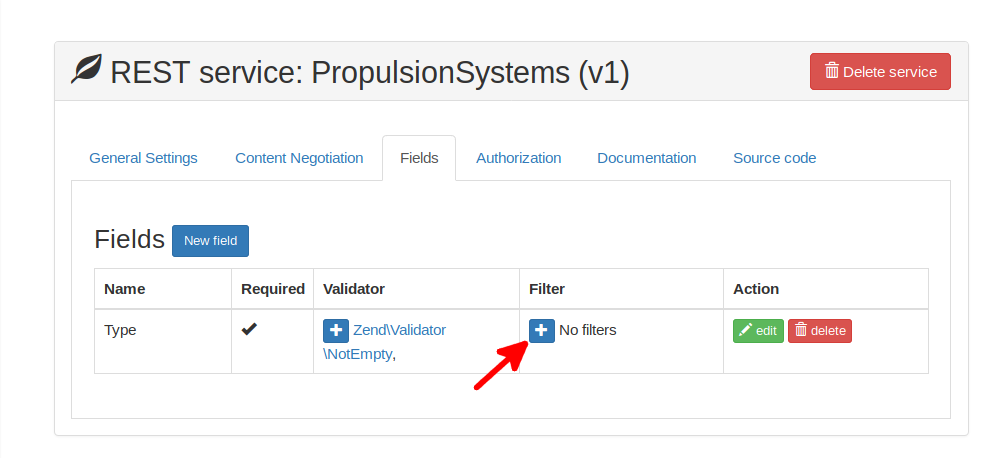 REST service: PropulsionSystems (v1)
Delete service
General Settings
Content Negotiation
Fields
Authorization
Documentation
Source code
Fields
New field
Name
Required
Validator
Filter
Action
Type
Zend\Validator
\NotEmpty,
No filters
edit
delete